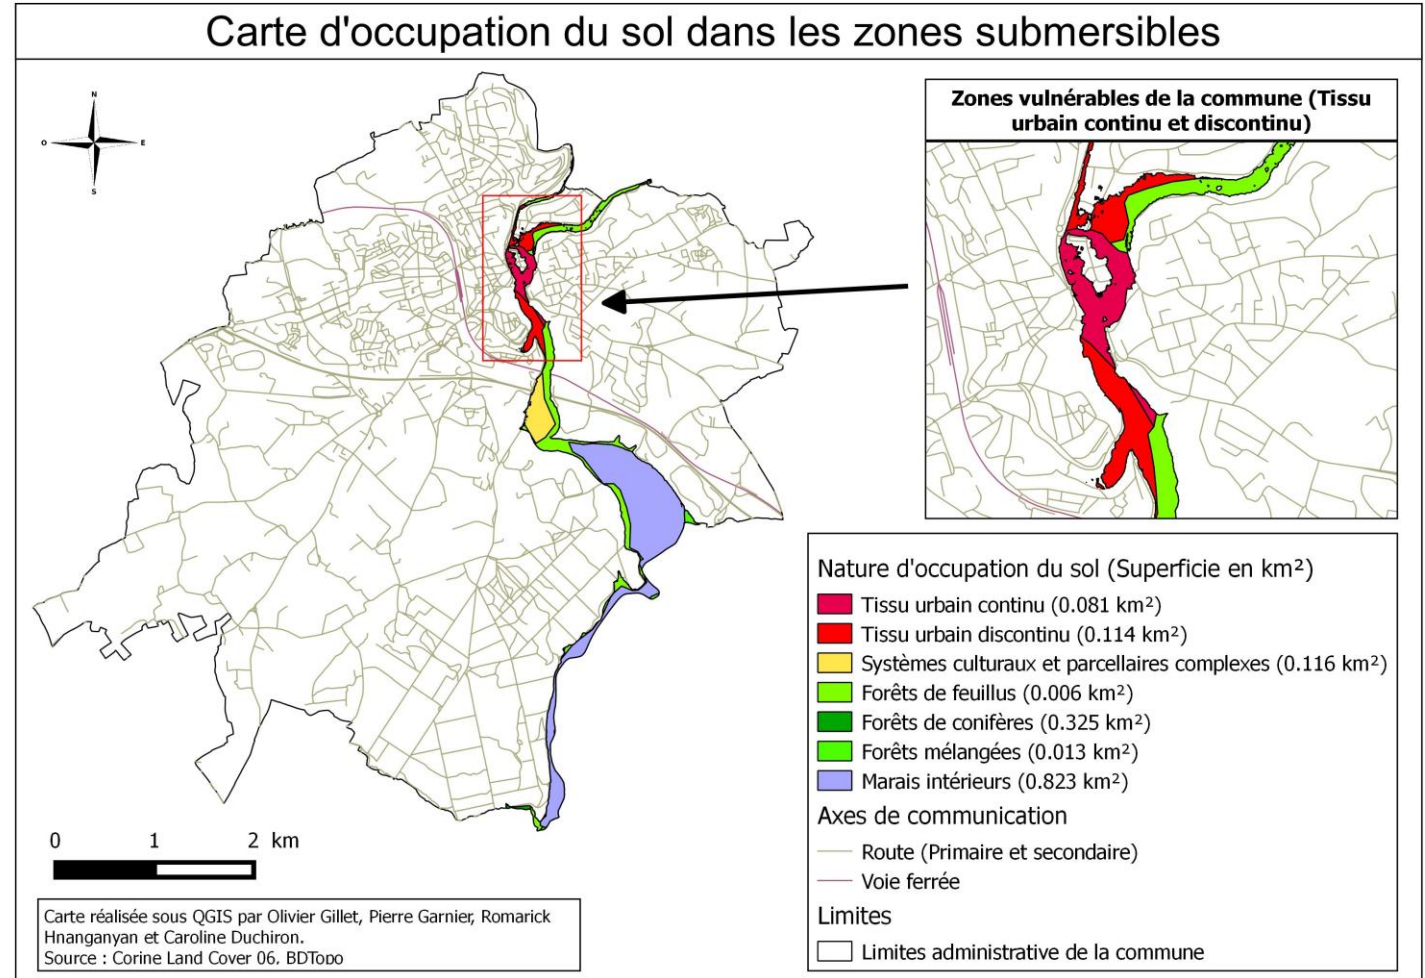 Carte d'occupation du sol dans les zones submersibles
N
O
E
S
Zones vulnérables de la commune (Tissu
urbain continu et discontinu)
Nature d'occupation du sol (Superficie en km²)
Tissu urbain continu (0.081 km²)
Tissu urbain discontinu (0.114 km²)
Systèmes culturaux et parcellaires complexes (0.116 km²)
Forêts de feuillus (0.006 km²)
Forêts de conifères (0.325 km²)
Forêts mélangées (0.013 km²)
Marais intérieurs (0.823 km²)
Axes de communication
Route (Primaire et secondaire)
Voie ferrée
Limites
Limites administrative de la commune
0 1 2 km
Carte réalisée sous QGIS par Olivier Gillet, Pierre Garnier, Romarick
Hnanganyan et Caroline Duchiron.
Source : Corine Land Cover 06. BDTopo